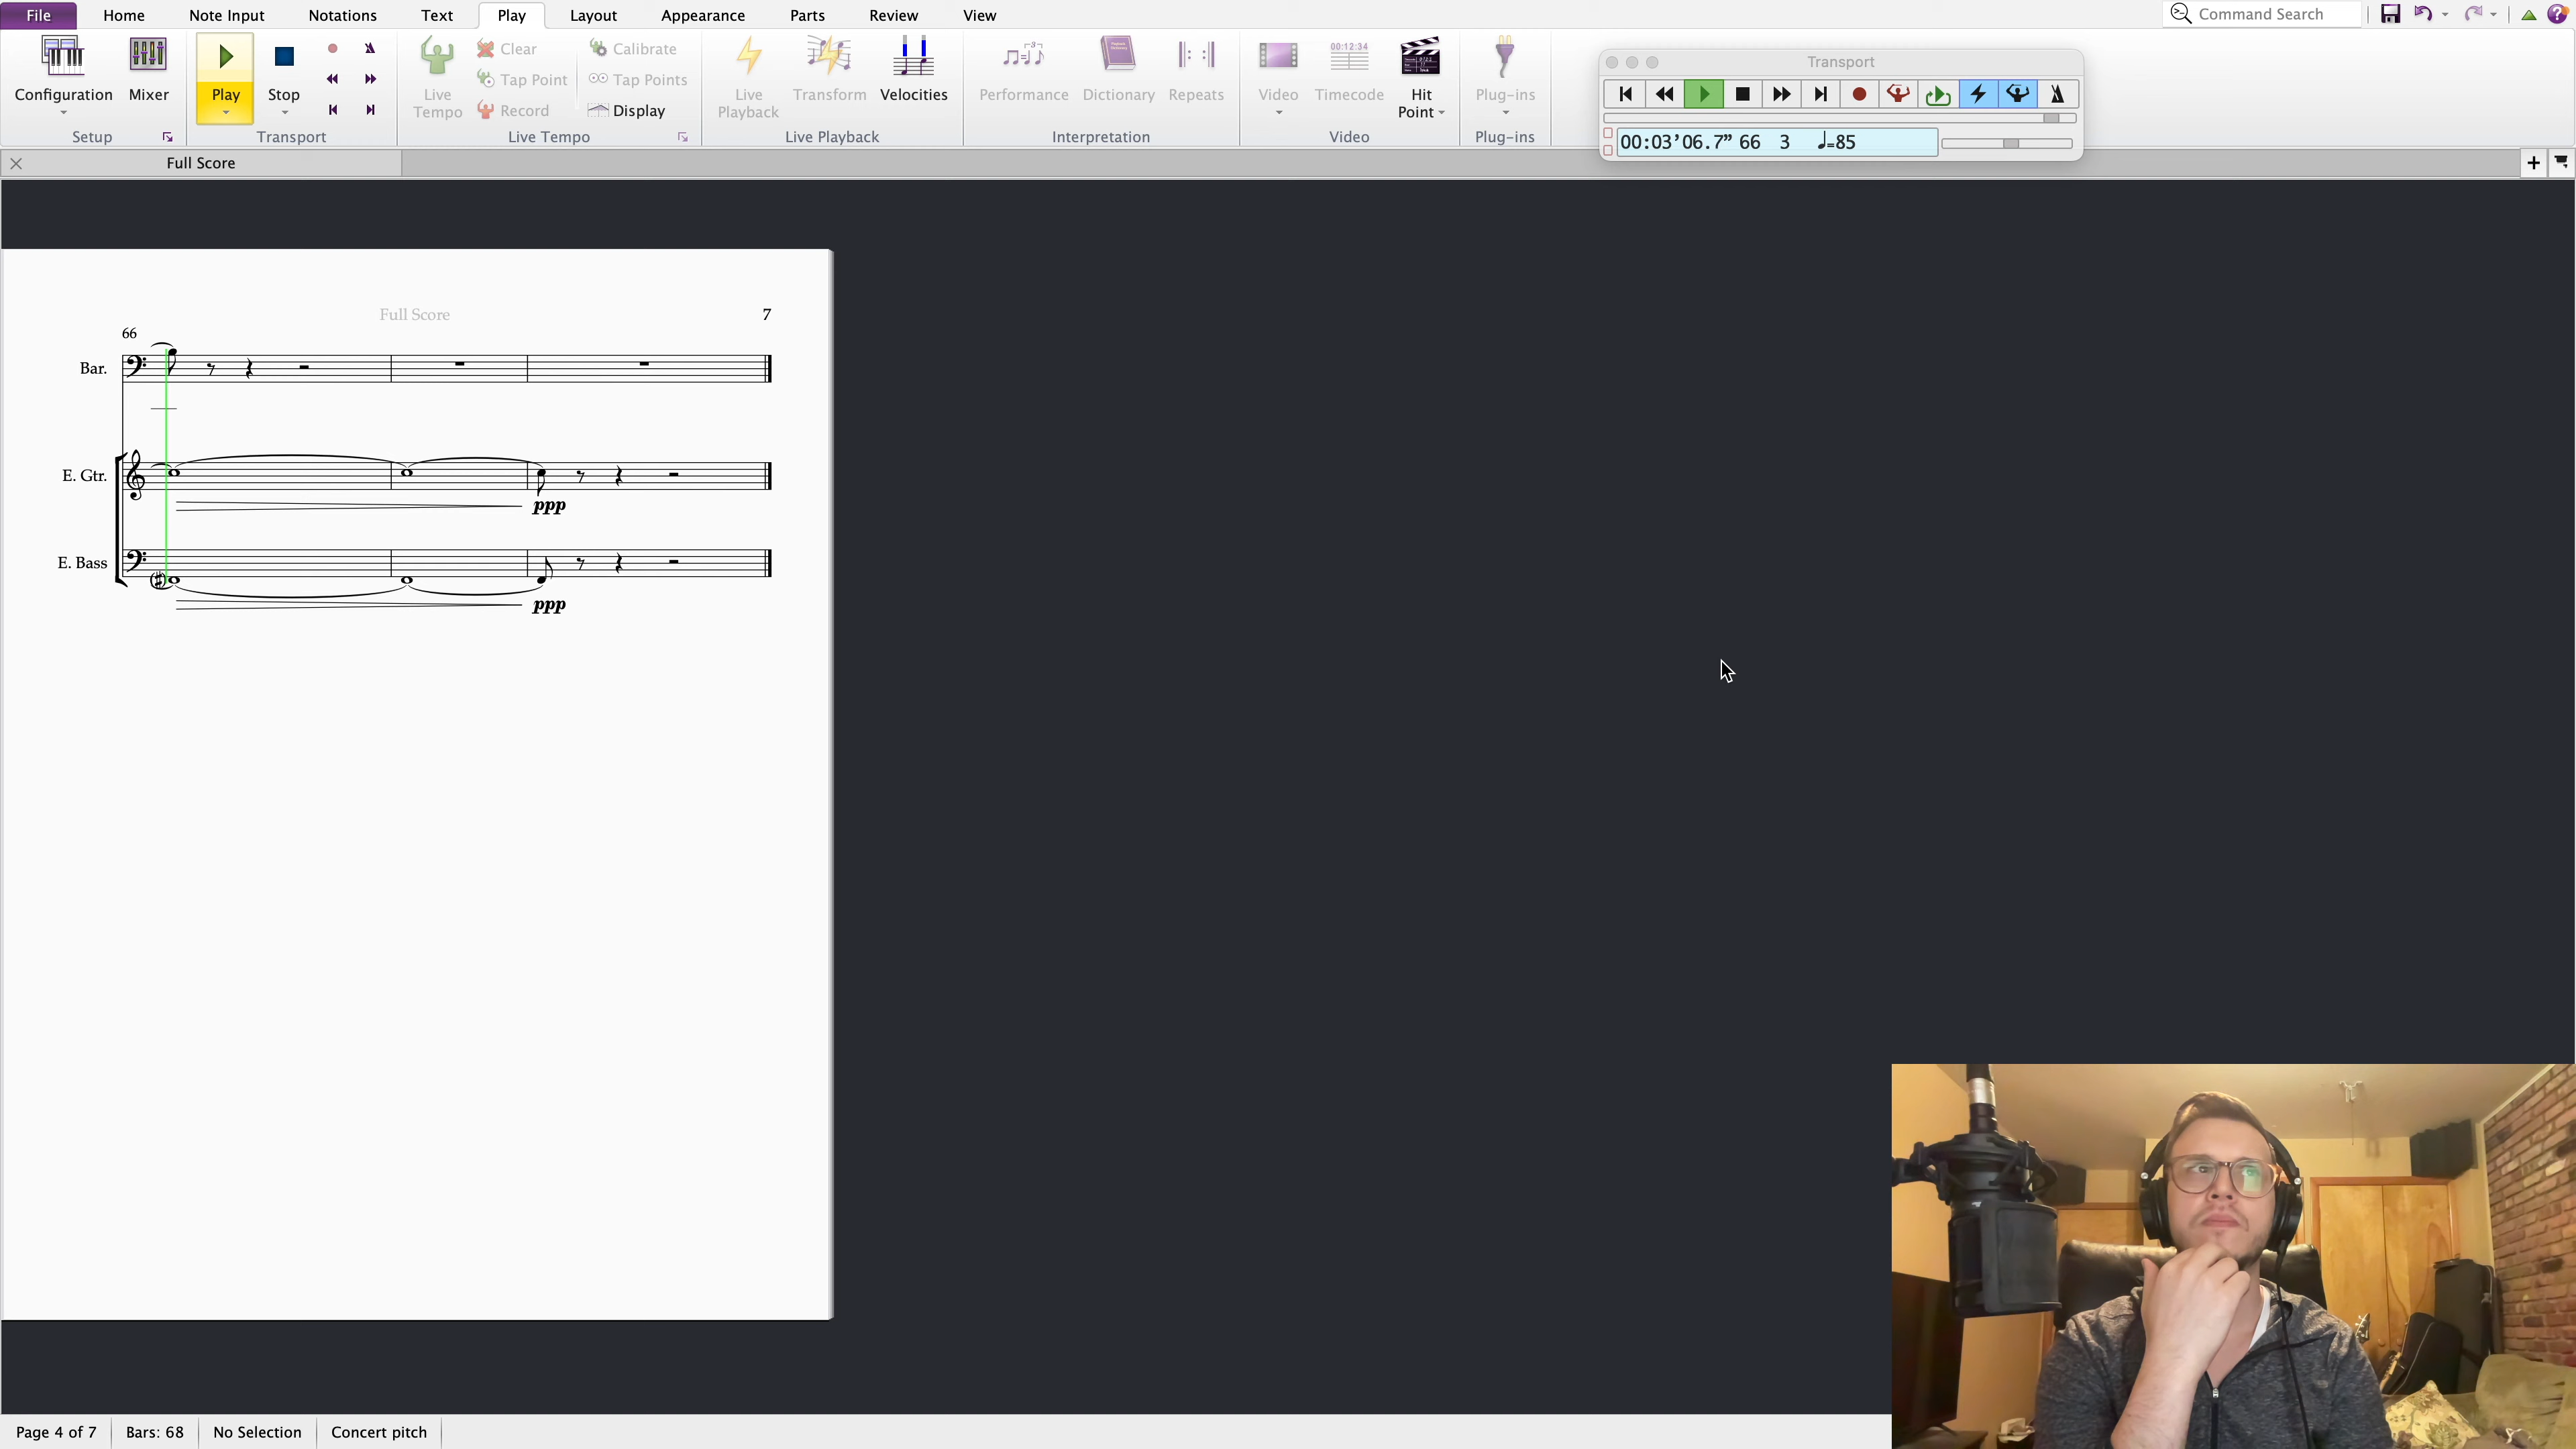 File Home Note Input Notations Text Play Layout Appearance Parts Review View Command Search
Configuration Mixer
Setup
Play Stop
Transport
Live Tempo
Clear
Tap Point
Record
Calibrate
Tap Points
Display
Live Tempo
Live Playback
Transform
Velocities
Live Playback
Performance Dictionary Repeats
Interpretation
Video Timecode 00:12:34 Hit Point
Video
Plug-ins
Plug-ins
Transport
00:03'06.7" 66 3 ♩=85
Full Score
Full Score 7
66
Bar.
E. Gtr.
ppp
E. Bass
ppp
Page 4 of 7 Bars: 68 No Selection Concert pitch